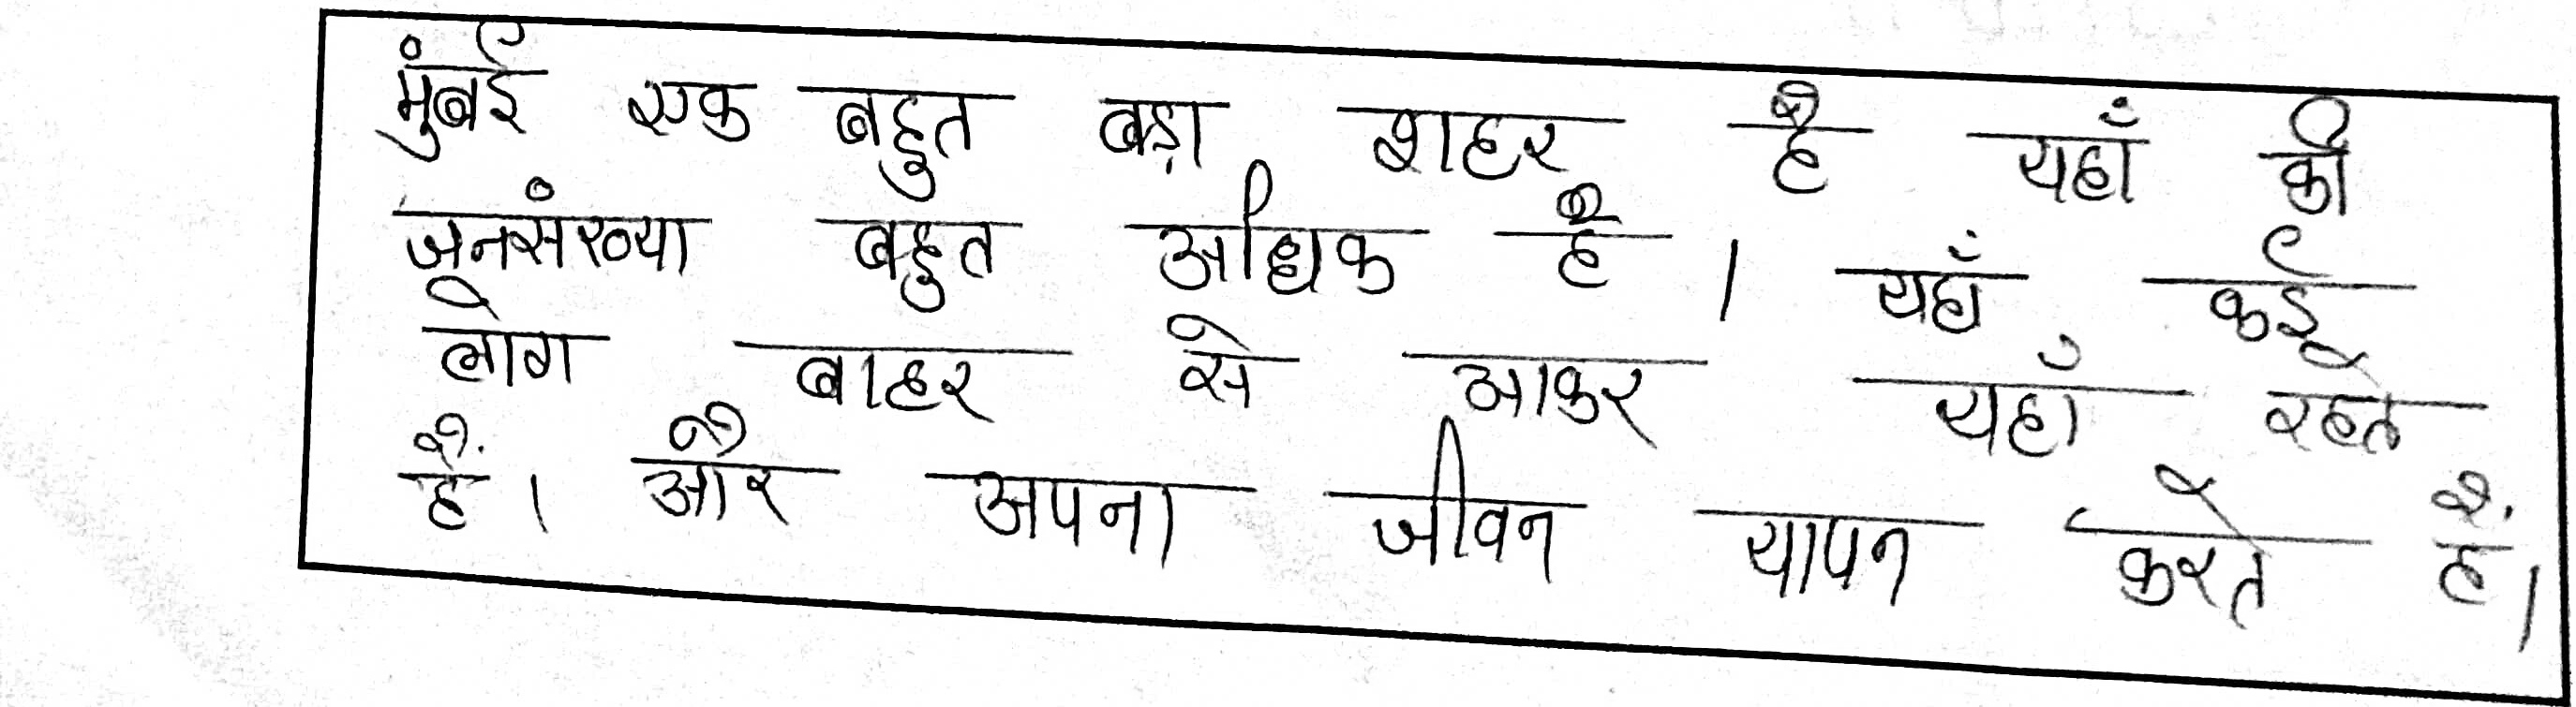 मुंबई एक बहुत बड़ा शहर है यहाँ की
जनसंख्या बहुत अधिक है । यहाँ कई
लोग बाहर से आकर यहाँ रहते
हैं । और अपना जीवन यापन करते हैं।